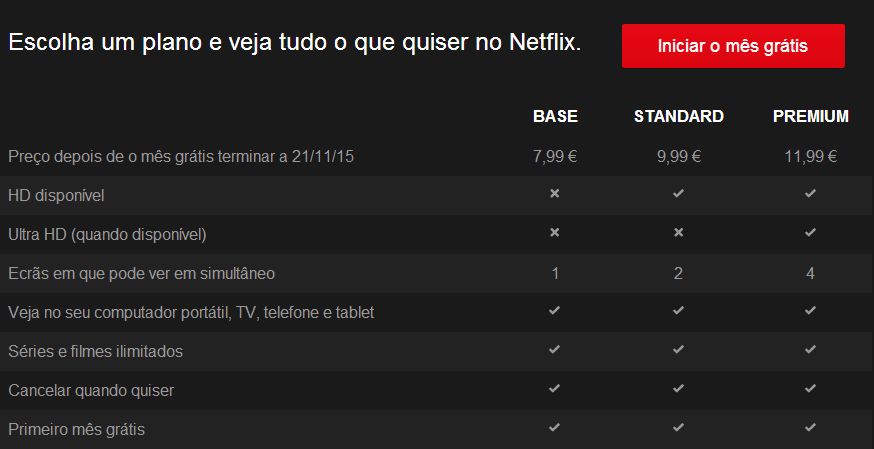 Escolha um plano e veja tudo o que quiser no Netflix.
Iniciar o mês grátis
BASE STANDARD PREMIUM
Preço depois de o mês grátis terminar a 21/11/15 7,99 € 9,99 € 11,99 €
HD disponível
Ultra HD (quando disponível)
Ecrãs em que pode ver em simultâneo 1 2 4
Veja no seu computador portátil, TV, telefone e tablet
Séries e filmes ilimitados
Cancelar quando quiser
Primeiro mês grátis